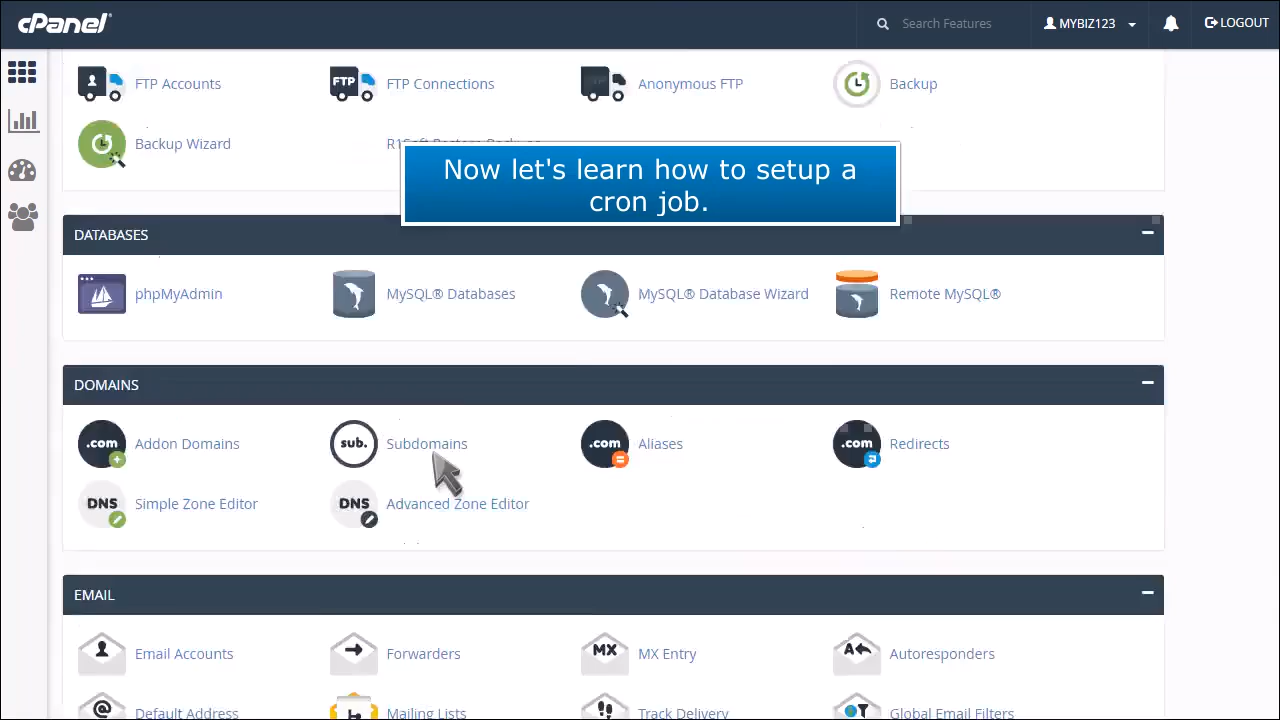 cPanel®
Search Features
MYBIZ123
LOGOUT
FTP Accounts
FTP FTP Connections
Anonymous FTP
Backup
Backup Wizard
Now let's learn how to setup a
cron job.
DATABASES
phpMyAdmin
MySQL® Databases
MySQL® Database Wizard
Remote MySQL®
DOMAINS
.com Addon Domains
sub. Subdomains
.com Aliases
.com Redirects
DNS Simple Zone Editor
DNS Advanced Zone Editor
EMAIL
Email Accounts
Forwarders
MX MX Entry
A Autoresponders
@ Default Address
Mailing Lists
Track Delivery
Global Email Filters